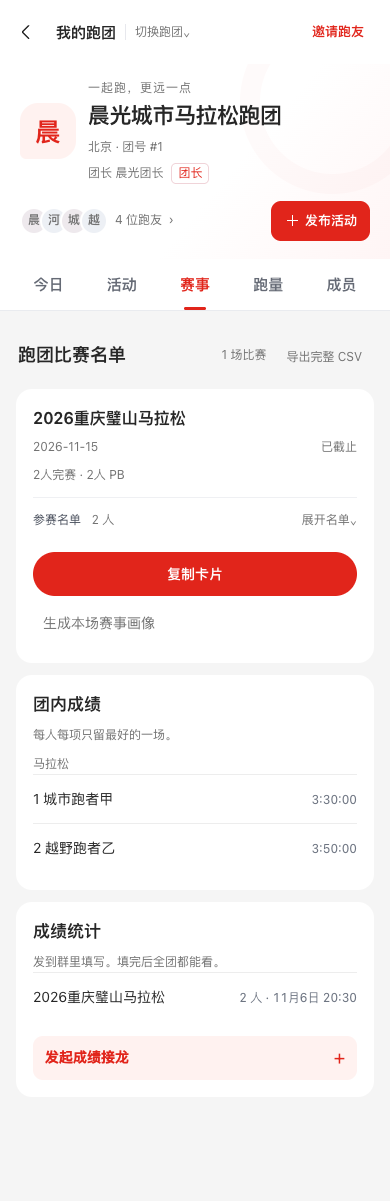 我的跑团 切换跑团 邀请跑友
一起跑，更远一点
晨 晨光城市马拉松跑团
北京 · 团号 #1
团长 晨光团长 团长
晨 河 城 越 4 位跑友 › ＋ 发布活动
今日 活动 赛事 跑量 成员
跑团比赛名单 1 场比赛 导出完整 CSV
2026重庆璧山马拉松
2026-11-15 已截止
2人完赛 · 2人 PB
参赛名单 2 人 展开名单
复制卡片
生成本场赛事画像
团内成绩
每人每项只留最好的一场。
马拉松
1 城市跑者甲 3:30:00
2 越野跑者乙 3:50:00
成绩统计
发到群里填写。填完后全团都能看。
2026重庆璧山马拉松 2 人 · 11月6日 20:30
发起成绩接龙 +